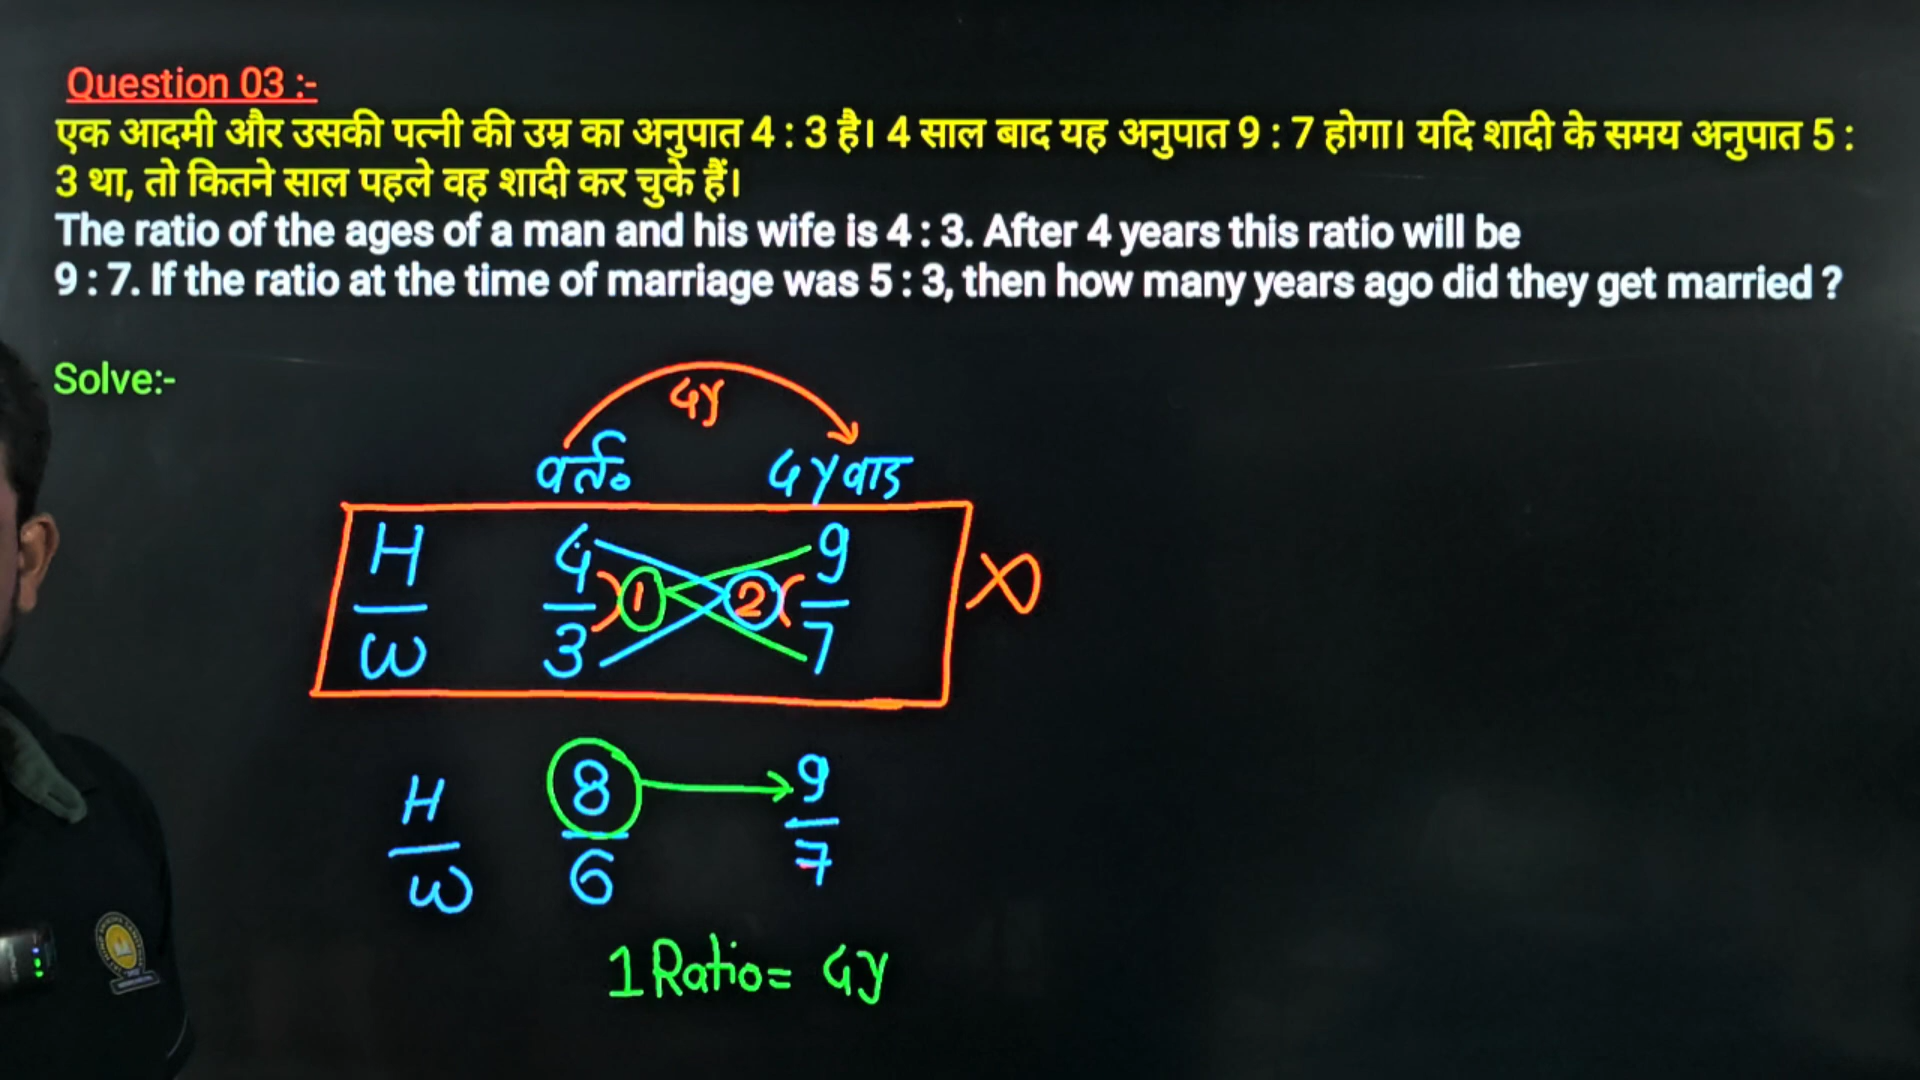 Question 03 :-
एक आदमी और उसकी पत्नी की उम्र का अनुपात 4 : 3 है। 4 साल बाद यह अनुपात 9 : 7 होगा। यदि शादी के समय अनुपात 5 :
3 था, तो कितने साल पहले वह शादी कर चुके हैं।
The ratio of the ages of a man and his wife is 4 : 3. After 4 years this ratio will be
9 : 7. If the ratio at the time of marriage was 5 : 3, then how many years ago did they get married ?
Solve:-
4y
वर्त० 4y बाद
H 4 9
1 2
W 3 7
H 8 9
W 6 7
1 Ratio = 4y